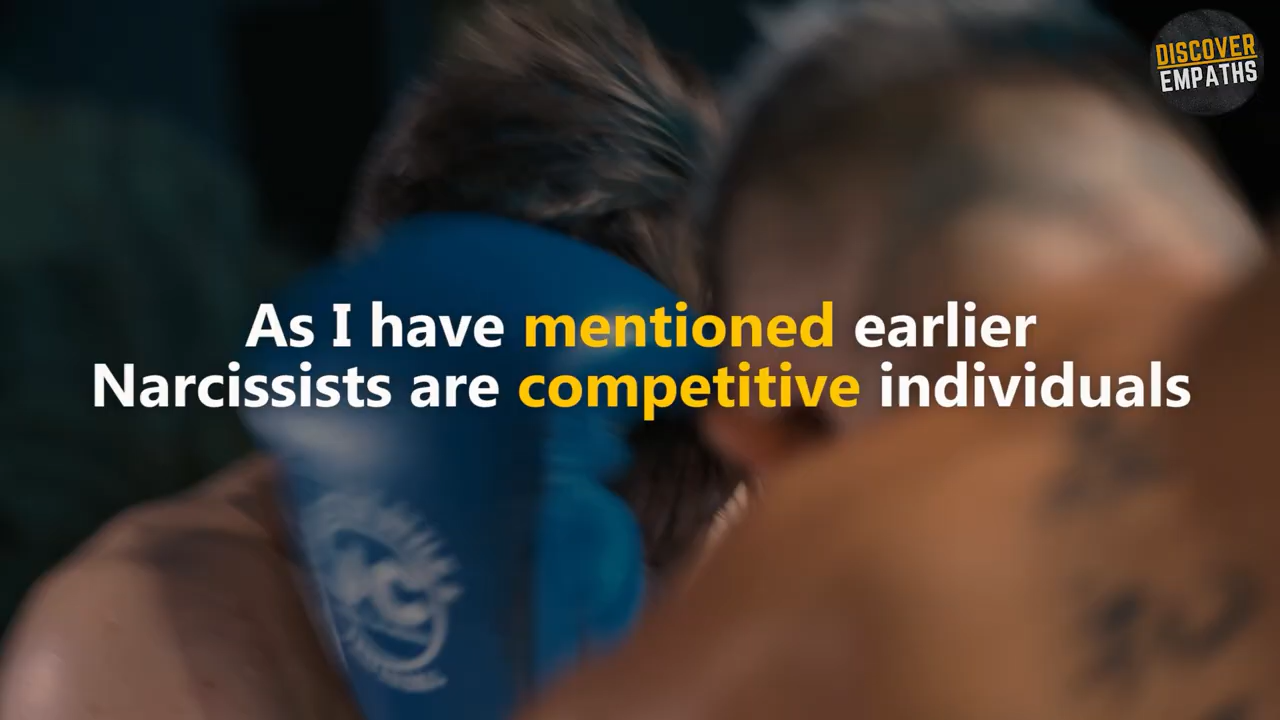 DISCOVER
EMPATHS
As I have mentioned earlier
Narcissists are competitive individuals